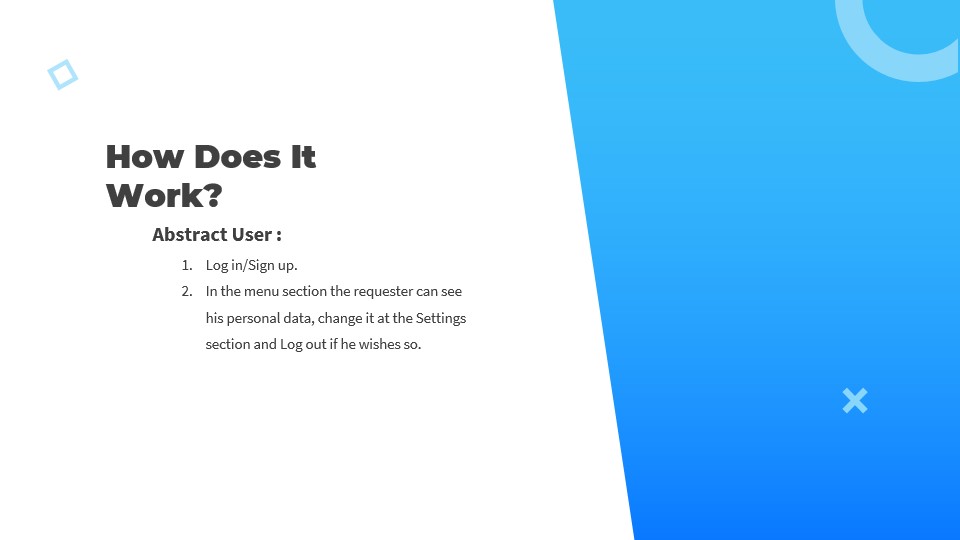 How Does It
Work?
Abstract User :
1. Log in/Sign up.
2. In the menu section the requester can see
his personal data, change it at the Settings
section and Log out if he wishes so.